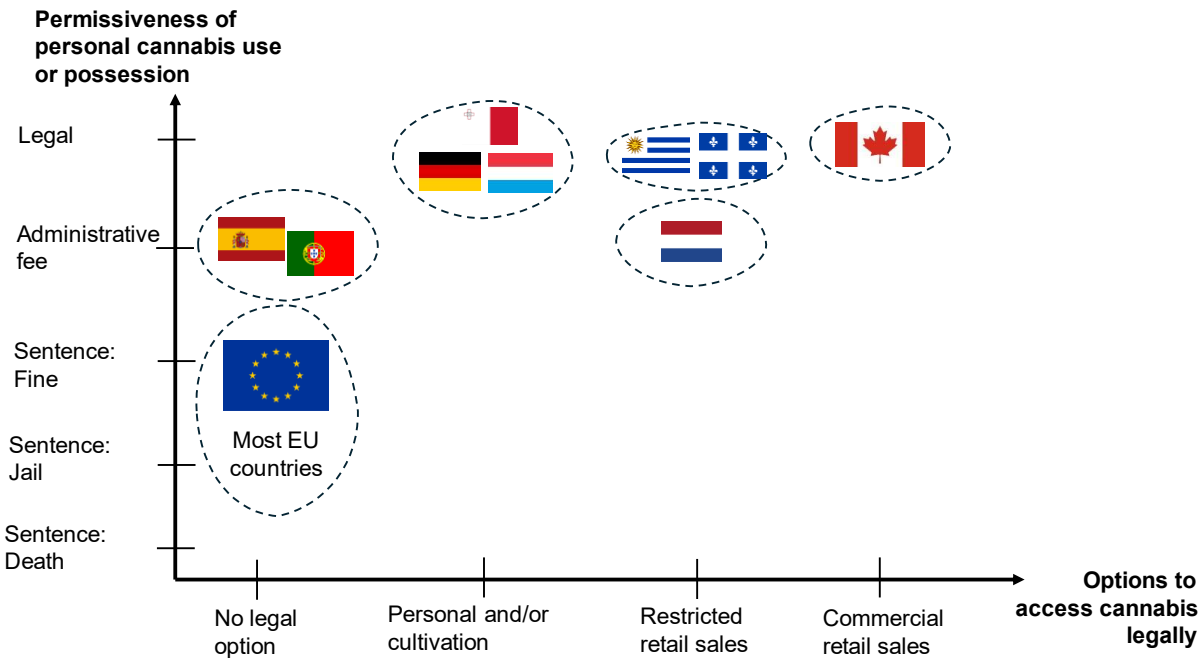 Permissiveness of
personal cannabis use
or possession
Legal
Administrative
fee
Sentence:
Fine
Most EU
countries
Sentence:
Jail
Sentence:
Death
No legal
option
Personal and/or
cultivation
Restricted
retail sales
Commercial
retail sales
Options to
access cannabis
legally